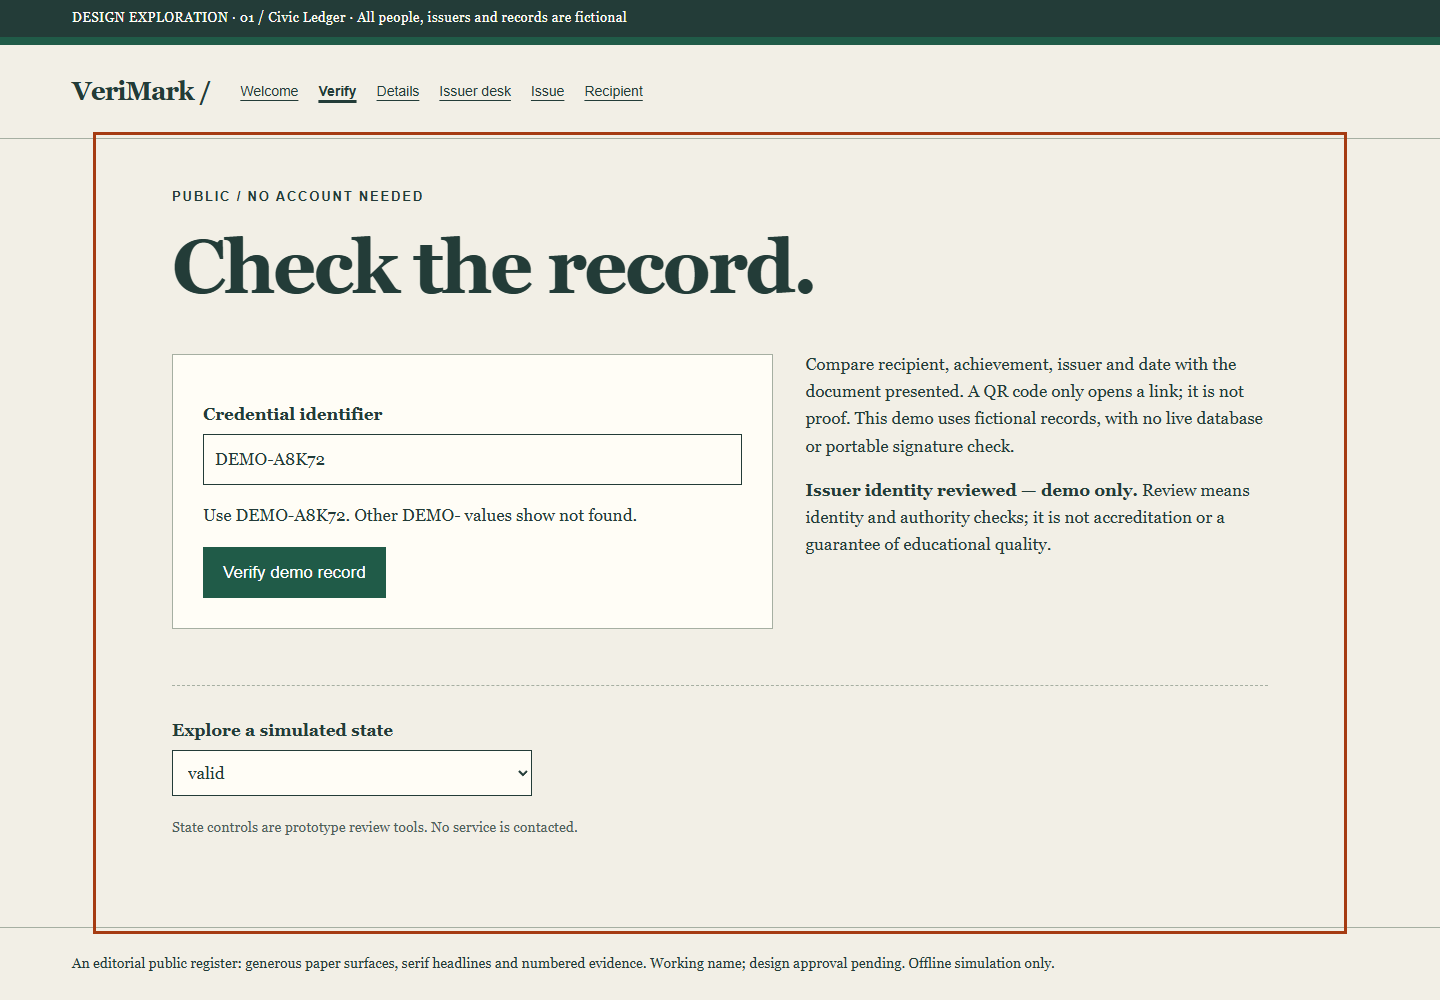 DESIGN EXPLORATION · 01 / Civic Ledger · All people, issuers and records are fictional
VeriMark /
Welcome Verify Details Issuer desk Issue Recipient
PUBLIC / NO ACCOUNT NEEDED
Check the record.
Credential identifier
DEMO-A8K72
Use DEMO-A8K72. Other DEMO- values show not found.
Verify demo record
Compare recipient, achievement, issuer and date with the
document presented. A QR code only opens a link; it is not
proof. This demo uses fictional records, with no live database
or portable signature check.
Issuer identity reviewed — demo only. Review means
identity and authority checks; it is not accreditation or a
guarantee of educational quality.
Explore a simulated state
valid
State controls are prototype review tools. No service is contacted.
An editorial public register: generous paper surfaces, serif headlines and numbered evidence. Working name; design approval pending. Offline simulation only.